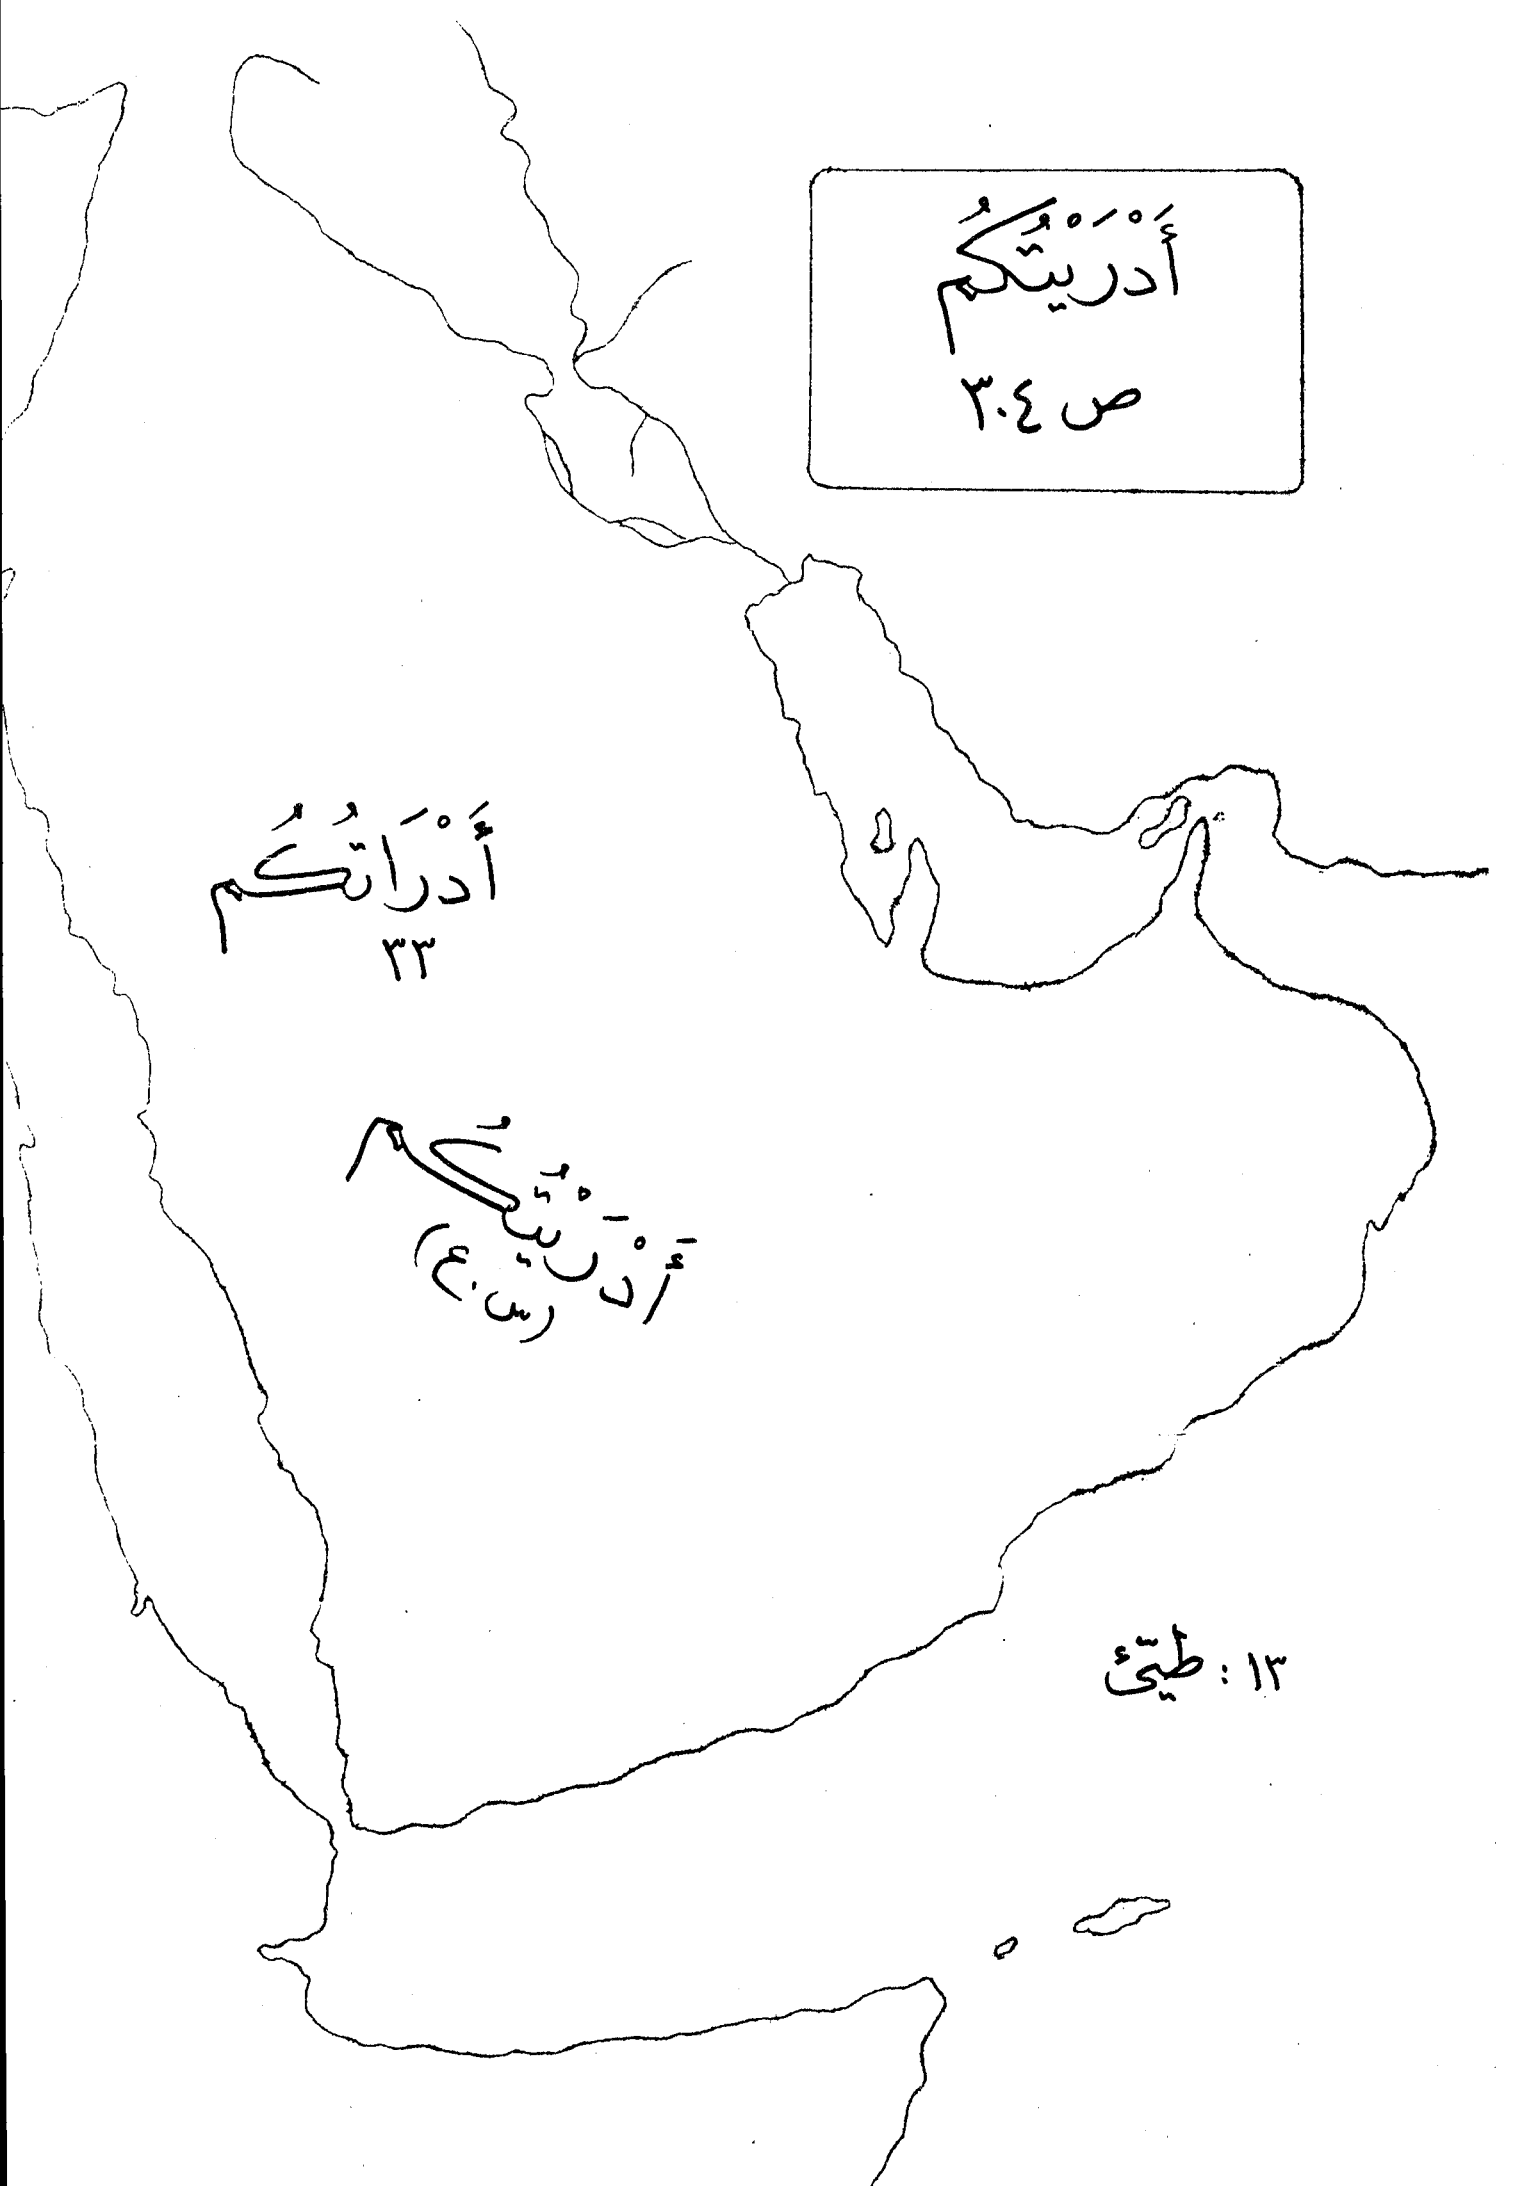 أَدْرَيْتُكُم
ص ٣٠٤
أَدْرَاتُكُم
٣٣
أَدْرَيْتُكُم
(س.ع)
١٣ : طيّئ